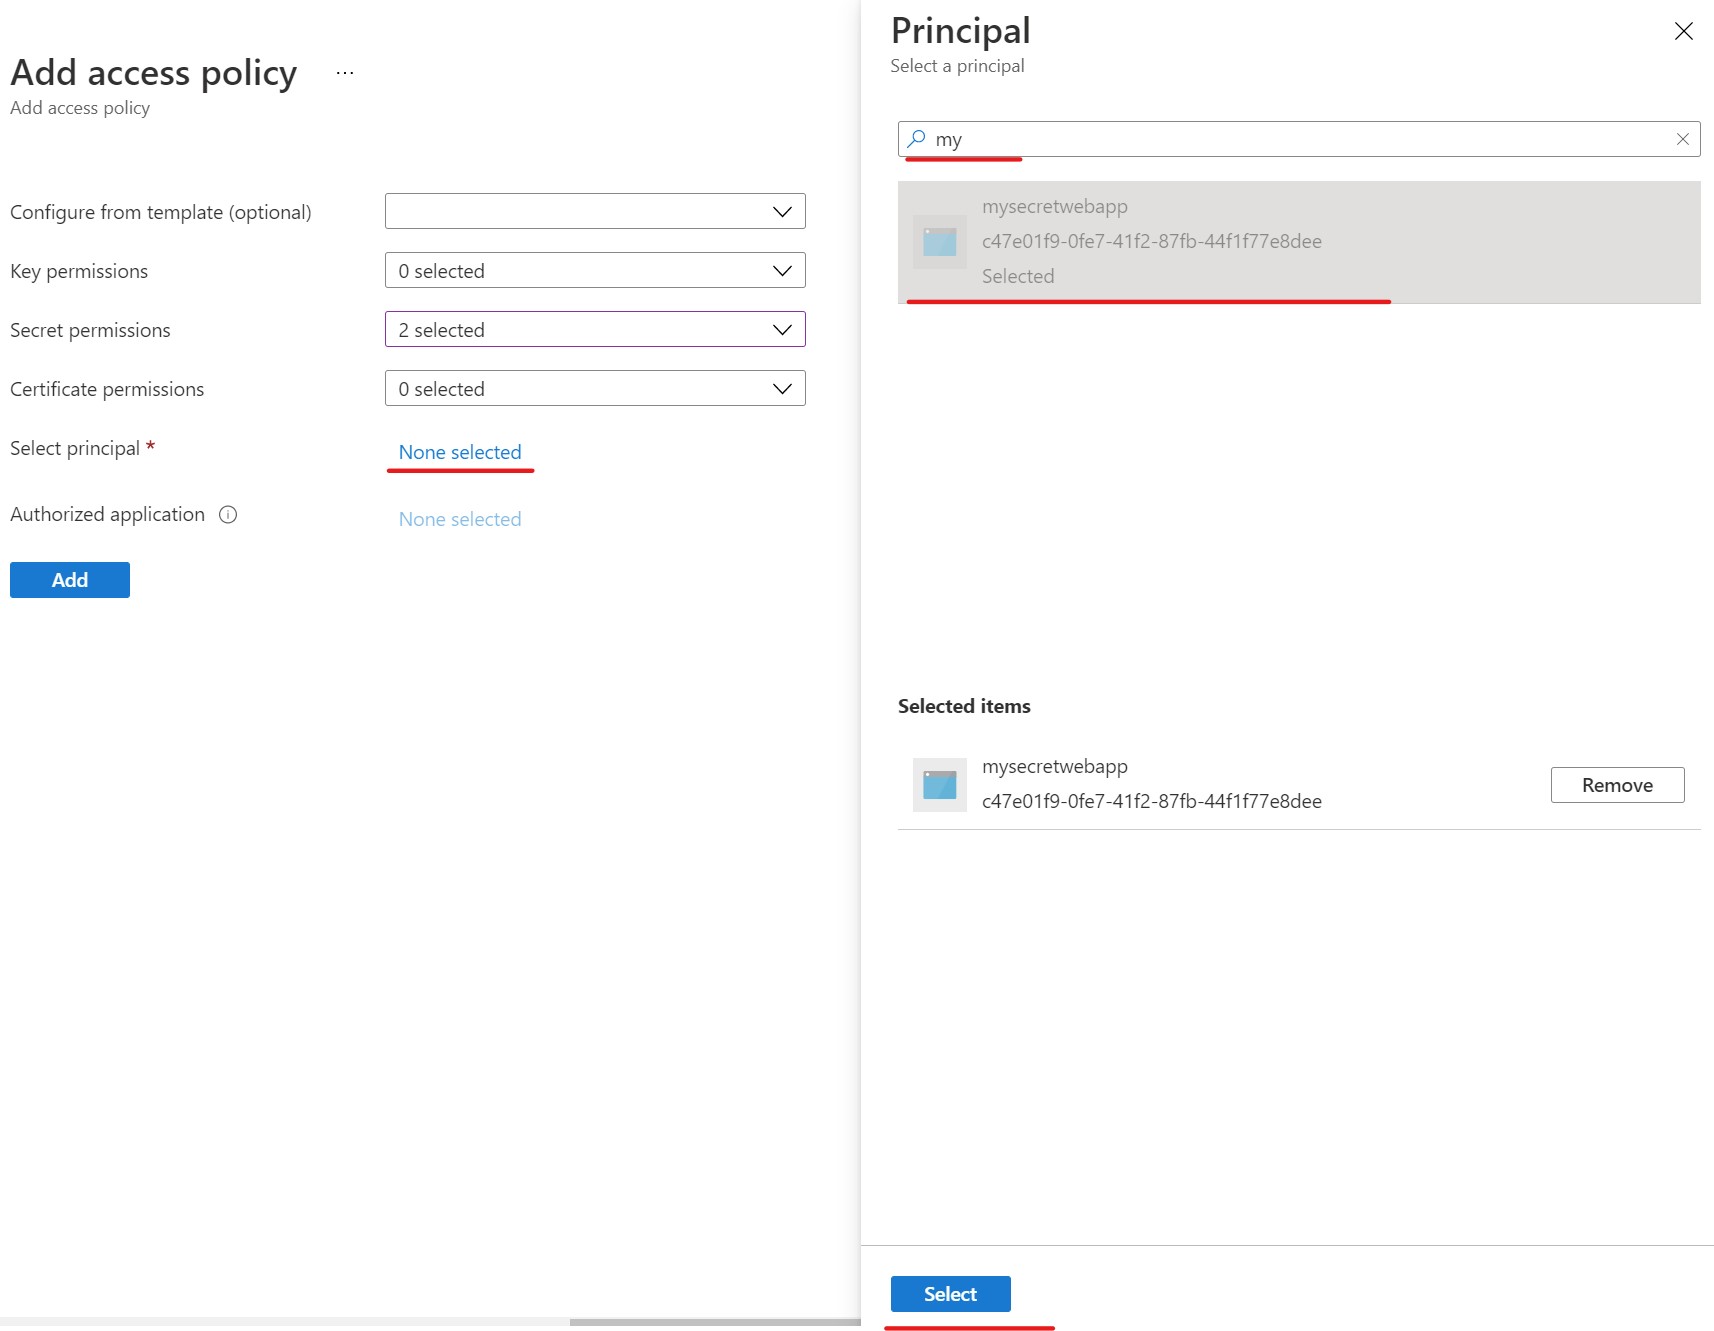 Add access policy ...
Add access policy
Configure from template (optional)
Key permissions
0 selected
Secret permissions
2 selected
Certificate permissions
0 selected
Select principal *
None selected
Authorized application
None selected
Add
Principal
Select a principal
my
mysecretwebapp
c47e01f9-0fe7-41f2-87fb-44f1f77e8dee
Selected
Selected items
mysecretwebapp
c47e01f9-0fe7-41f2-87fb-44f1f77e8dee
Remove
Select